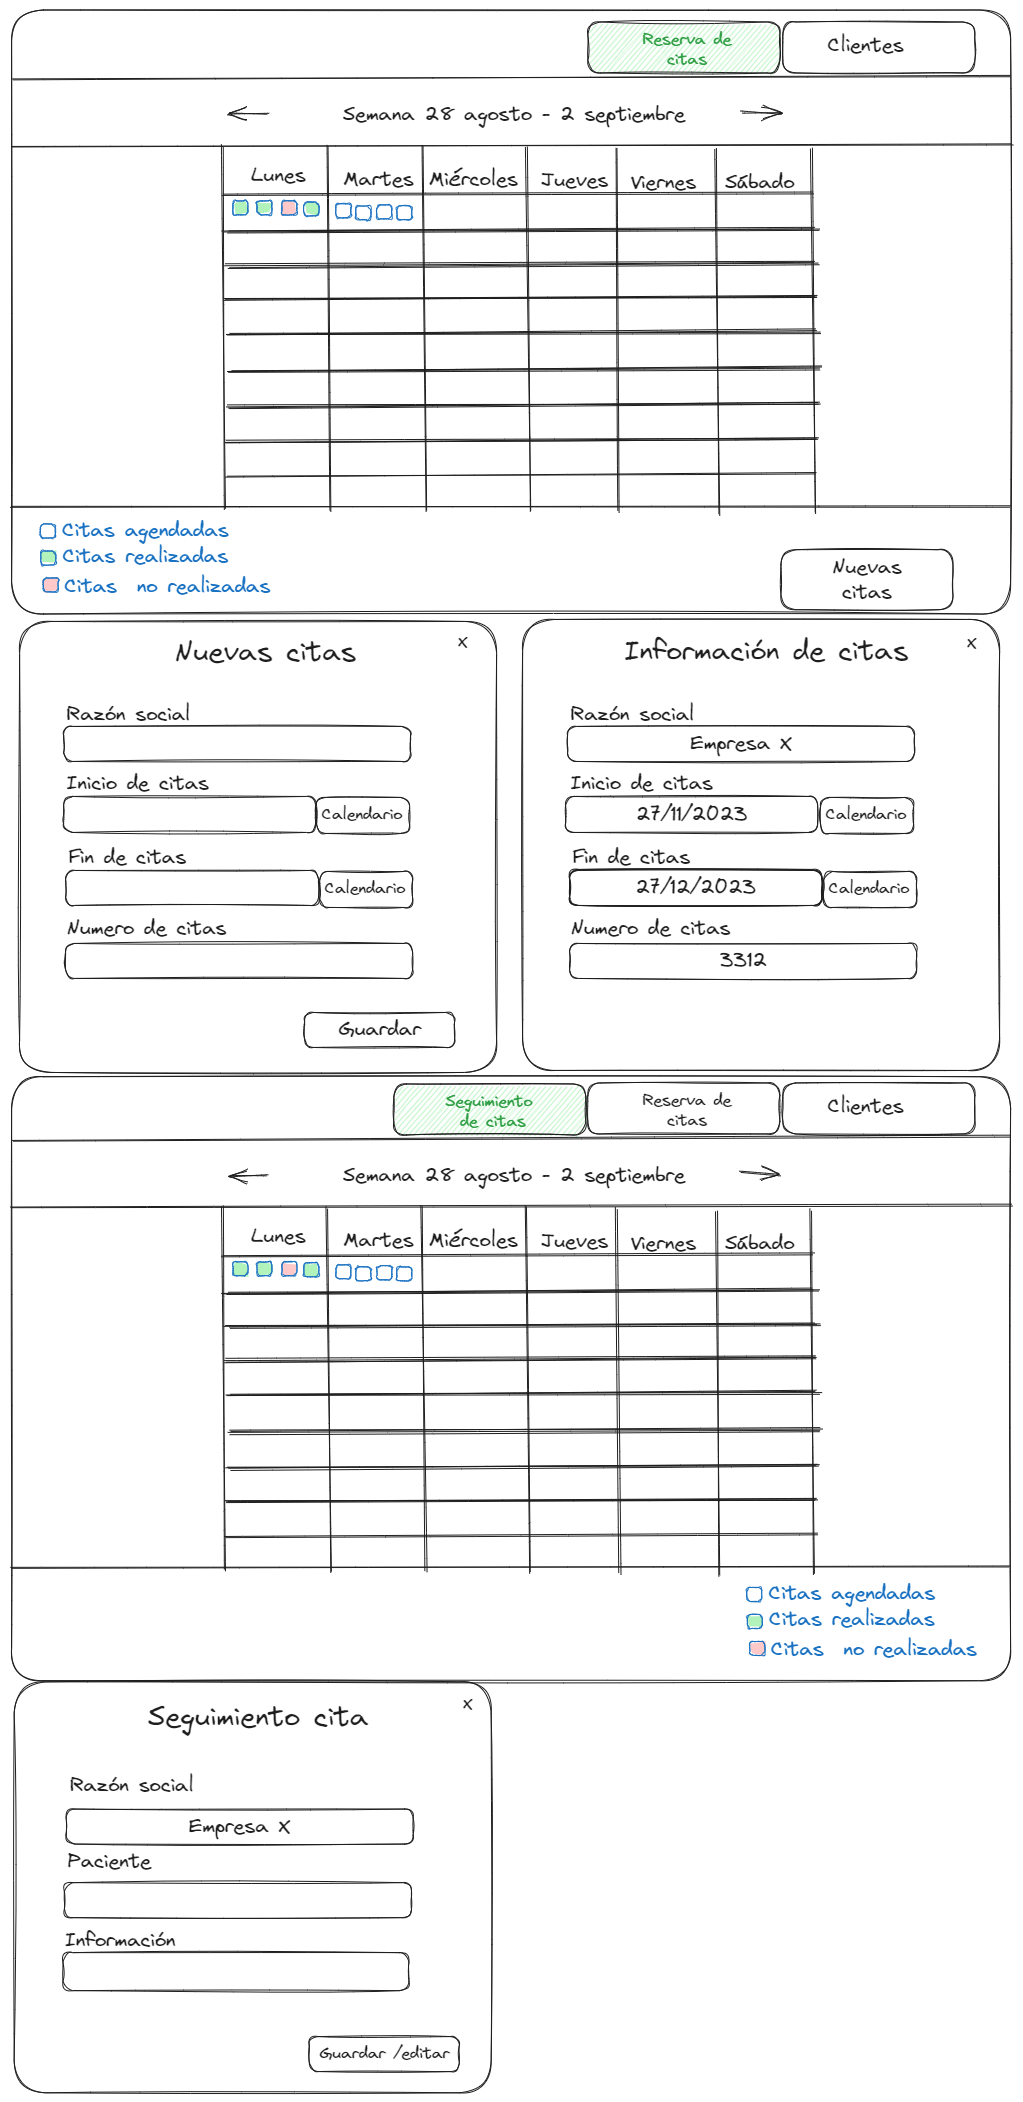 Reserva de
citas
Clientes
Semana 28 agosto - 2 septiembre
Lunes
Martes
Miércoles
Jueves
Viernes
Sábado
Citas agendadas
Citas realizadas
Citas no realizadas
Nuevas
citas
Nuevas citas
x
Razón social
Inicio de citas
Calendario
Fin de citas
Calendario
Numero de citas
Guardar
Información de citas
x
Razón social
Empresa X
Inicio de citas
27/11/2023
Calendario
Fin de citas
27/12/2023
Calendario
Numero de citas
3312
Seguimiento
de citas
Reserva de
citas
Clientes
Semana 28 agosto - 2 septiembre
Lunes
Martes
Miércoles
Jueves
Viernes
Sábado
Citas agendadas
Citas realizadas
Citas no realizadas
Seguimiento cita
x
Razón social
Empresa X
Paciente
Información
Guardar /editar